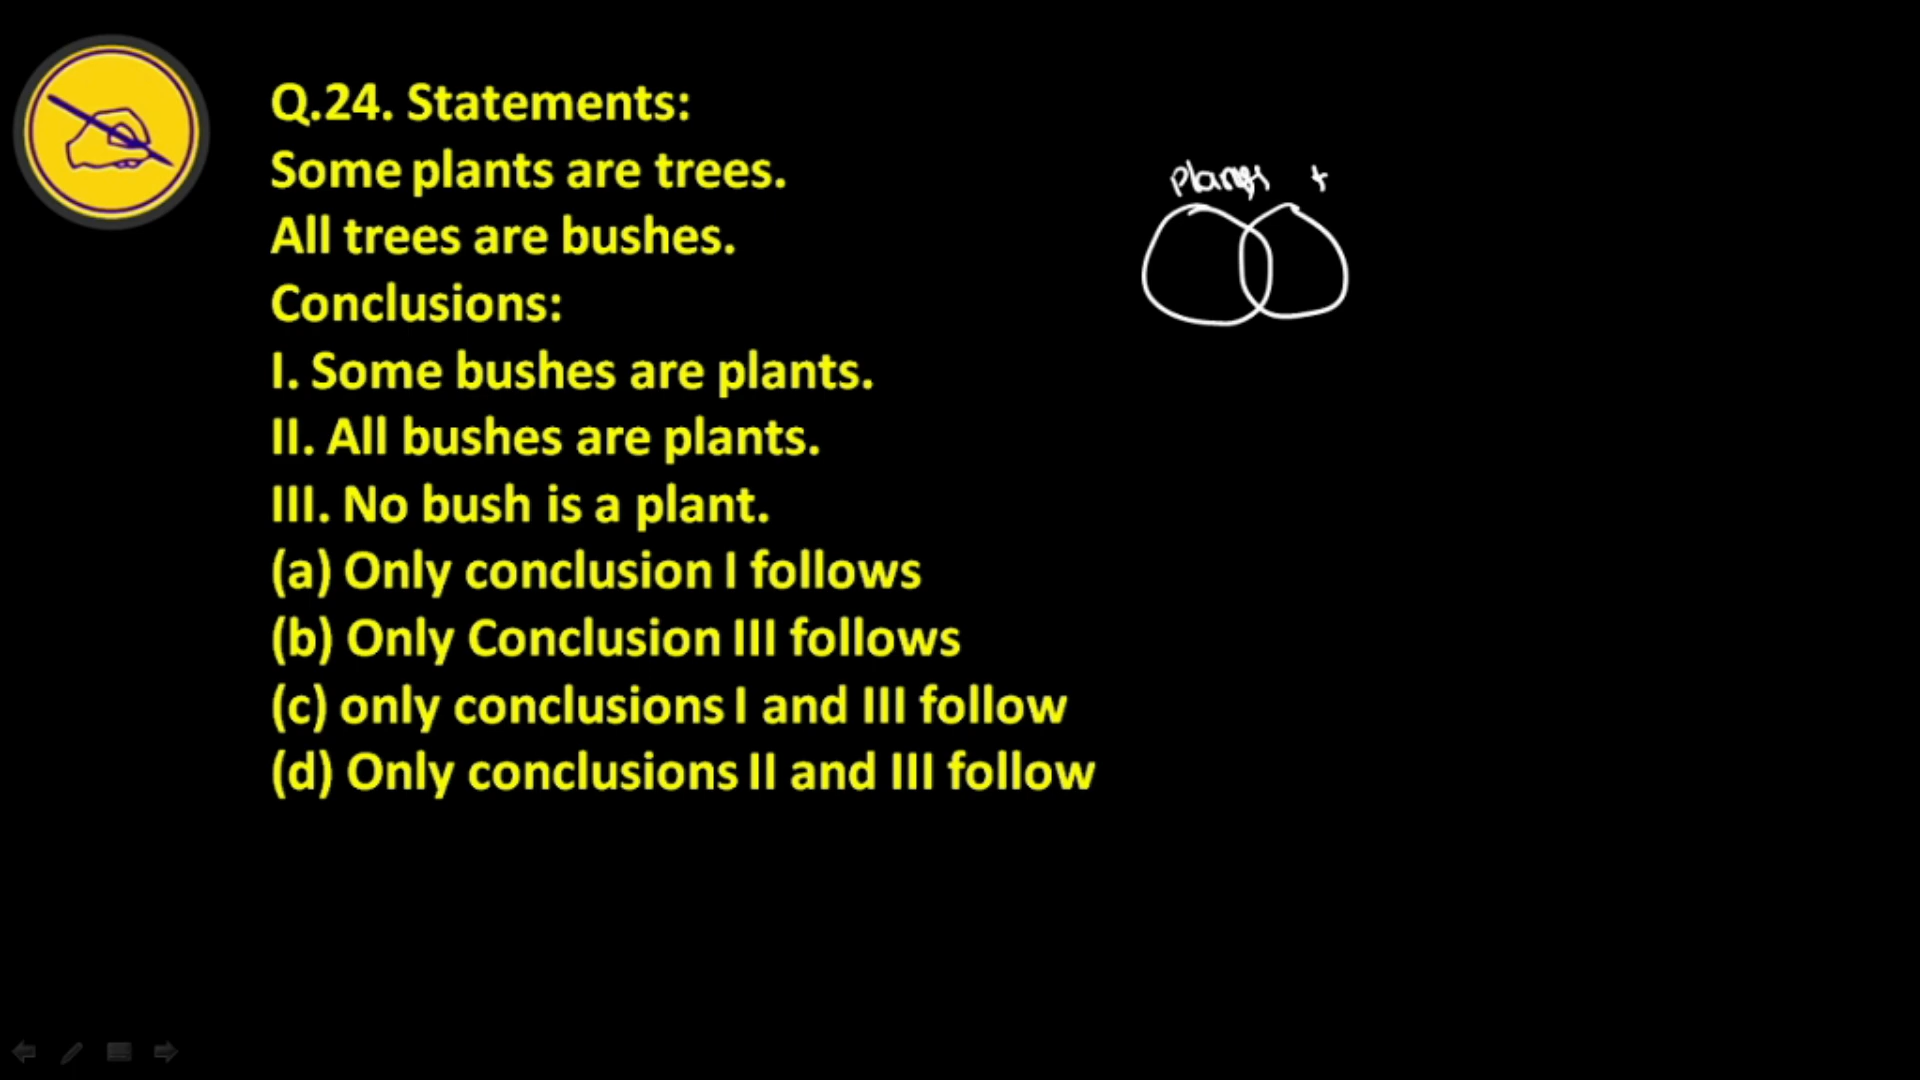 Q.24. Statements:
Some plants are trees.
All trees are bushes.
Conclusions:
I. Some bushes are plants.
II. All bushes are plants.
III. No bush is a plant.
(a) Only conclusion I follows
(b) Only Conclusion III follows
(c) only conclusions I and III follow
(d) Only conclusions II and III follow
t